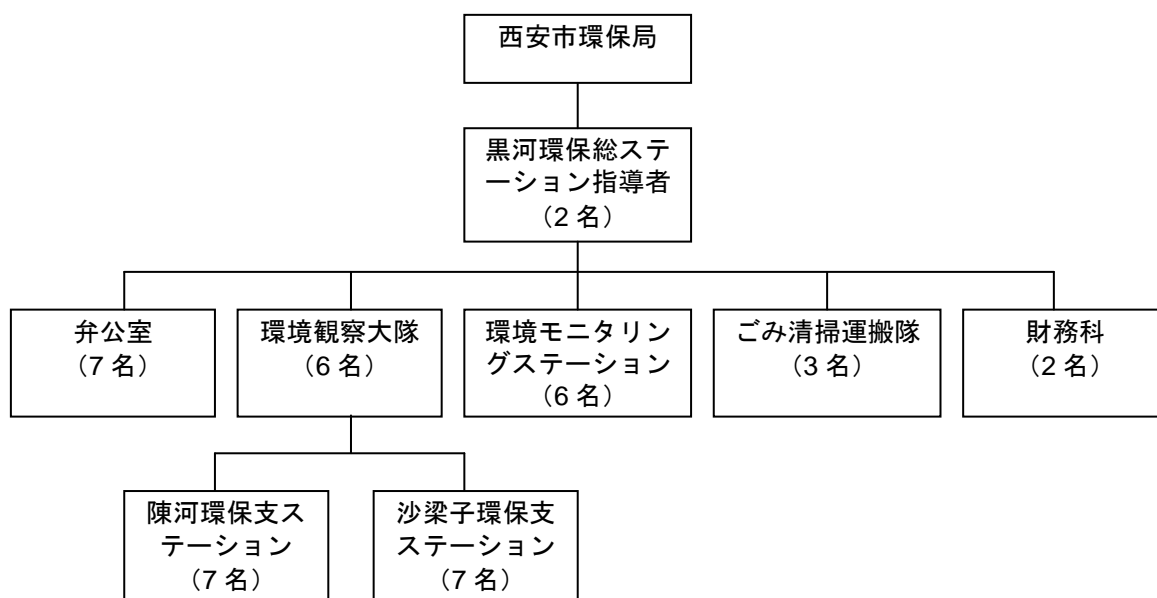 西安市環保局
黒河環保総ステ
ーション指導者
（2 名）
弁公室
（7 名）
環境観察大隊
（6 名）
環境モニタリン
グステーション
（6 名）
ごみ清掃運搬隊
（3 名）
財務科
（2 名）
陳河環保支ス
テーション
（7 名）
沙梁子環保支
ステーション
（7 名）